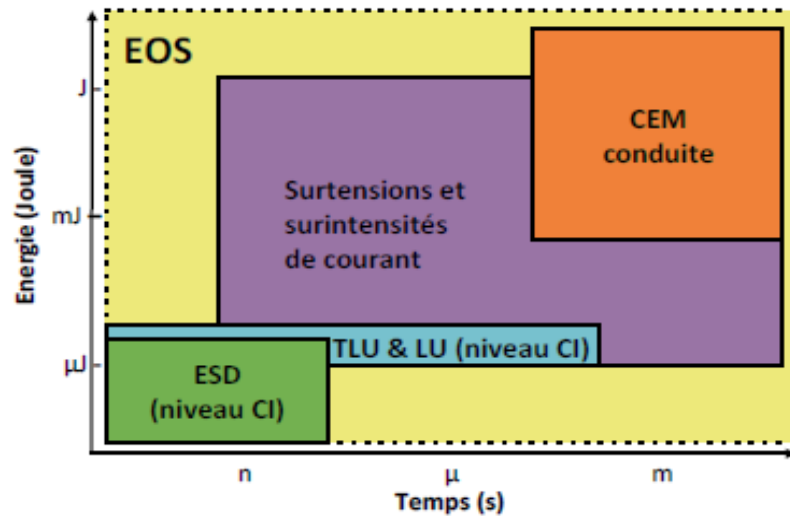 EOS
J
CEM
conduite
Surtensions et
surintensités
de courant
Energie (Joule)
mJ
TLU & LU (niveau CI)
µJ
ESD
(niveau CI)
n
µ
m
Temps (s)